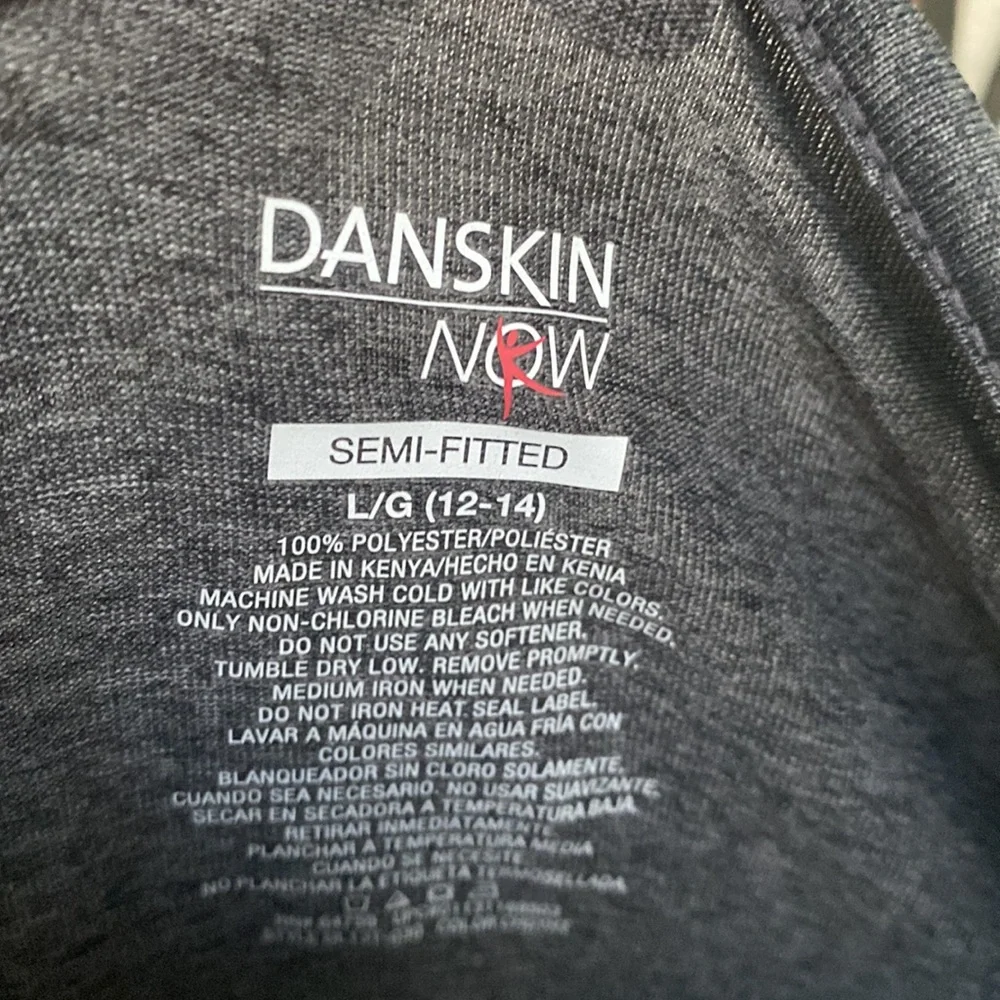 DANSKIN
NOW
SEMI-FITTED
L/G (12-14)
100% POLYESTER/POLIÉSTER
MADE IN KENYA/HECHO EN KENIA
MACHINE WASH COLD WITH LIKE COLORS.
ONLY NON-CHLORINE BLEACH WHEN NEEDED.
DO NOT USE ANY SOFTENER.
TUMBLE DRY LOW. REMOVE PROMPTLY.
MEDIUM IRON WHEN NEEDED.
DO NOT IRON HEAT SEAL LABEL.
LAVAR A MÁQUINA EN AGUA FRÍA CON
COLORES SIMILARES.
BLANQUEADOR SIN CLORO SOLAMENTE
CUANDO SEA NECESARIO. NO USAR SUAVIZANTE.
SECAR EN SECADORA A TEMPERATURA BAJA
RETIRAR INMEDIATAMENTE.
PLANCHAR A TEMPERATURA MEDIA
CUANDO SE NECESITE
NO PLANCHAR LA ETIQUETA TERMOSELLADA